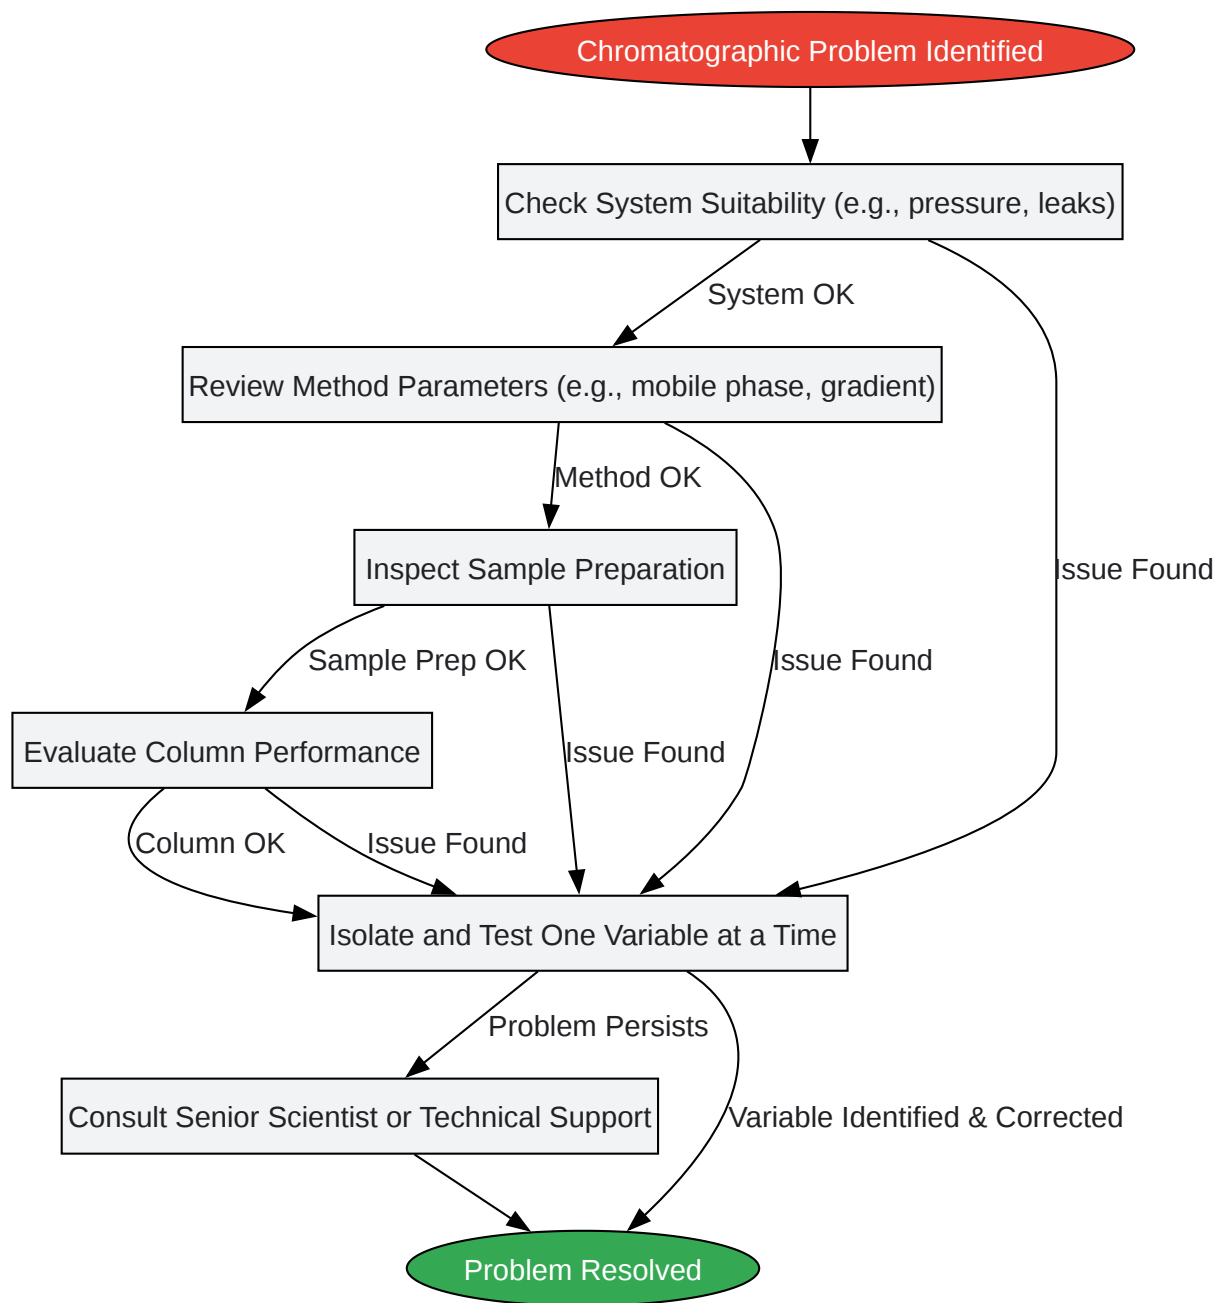 Chromatographic Problem Identified
Check System Suitability (e.g., pressure, leaks)
System OK
Review Method Parameters (e.g., mobile phase, gradient)
Method OK
Inspect Sample Preparation
Issue Found
Sample Prep OK
Issue Found
Evaluate Column Performance
Issue Found
Column OK
Issue Found
Isolate and Test One Variable at a Time
Problem Persists
Consult Senior Scientist or Technical Support
Variable Identified & Corrected
Problem Resolved